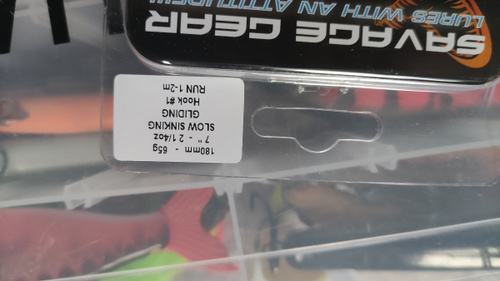 180mm - 65g
7" - 2 1/4oz
SLOW SINKING
GLIDING
Hook #1
RUN 1-2m
SAVAGE GEAR
LURES WITH AN ATTITUDE!!!